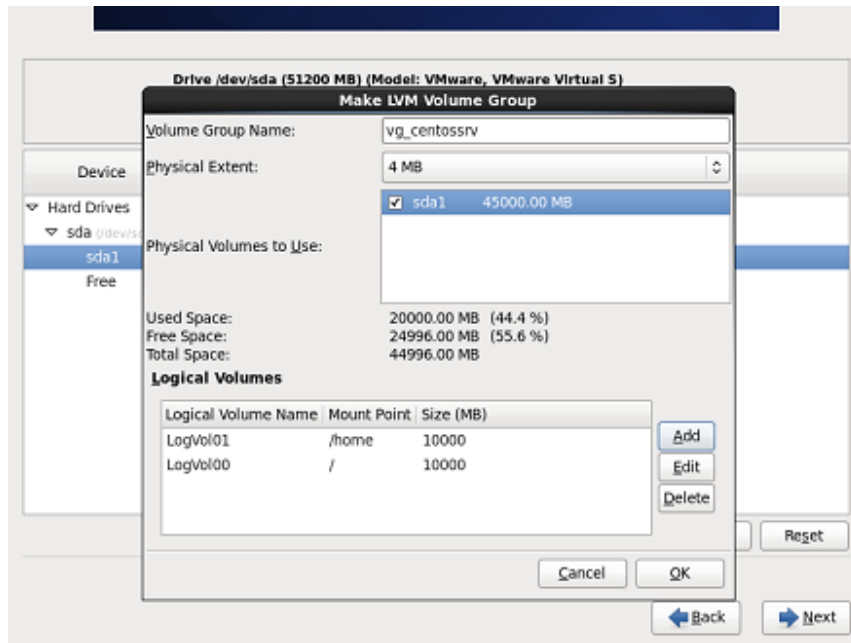 Drive /dev/sda (51200 MB) (Model: VMware, VMware Virtual S)
Make LVM Volume Group
Volume Group Name: vg_centossrv
Physical Extent: 4 MB
Device
sda1 45000.00 MB
Hard Drives
sda (/dev/s
Physical Volumes to Use:
sda1
Free
Used Space: 20000.00 MB (44.4 %)
Free Space: 24996.00 MB (55.6 %)
Total Space: 44996.00 MB
Logical Volumes
Logical Volume Name Mount Point Size (MB)
LogVol01 /home 10000
LogVol00 / 10000
Add
Edit
Delete
Reset
Cancel OK
Back Next